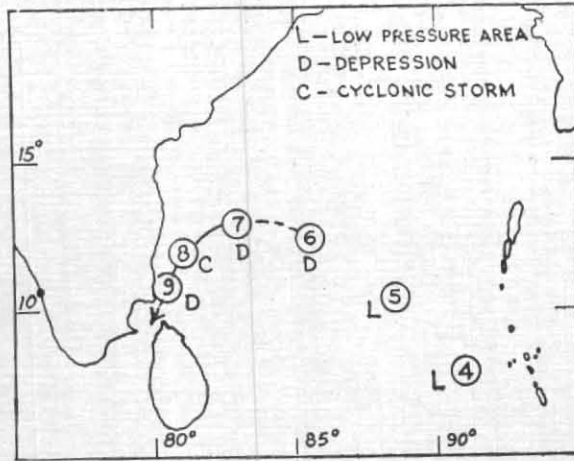 L – LOW PRESSURE AREA
D – DEPRESSION
C – CYCLONIC STORM
15°
7
6
D
D
8
C
9
D
5
L
10°
4
L
80°
85°
90°